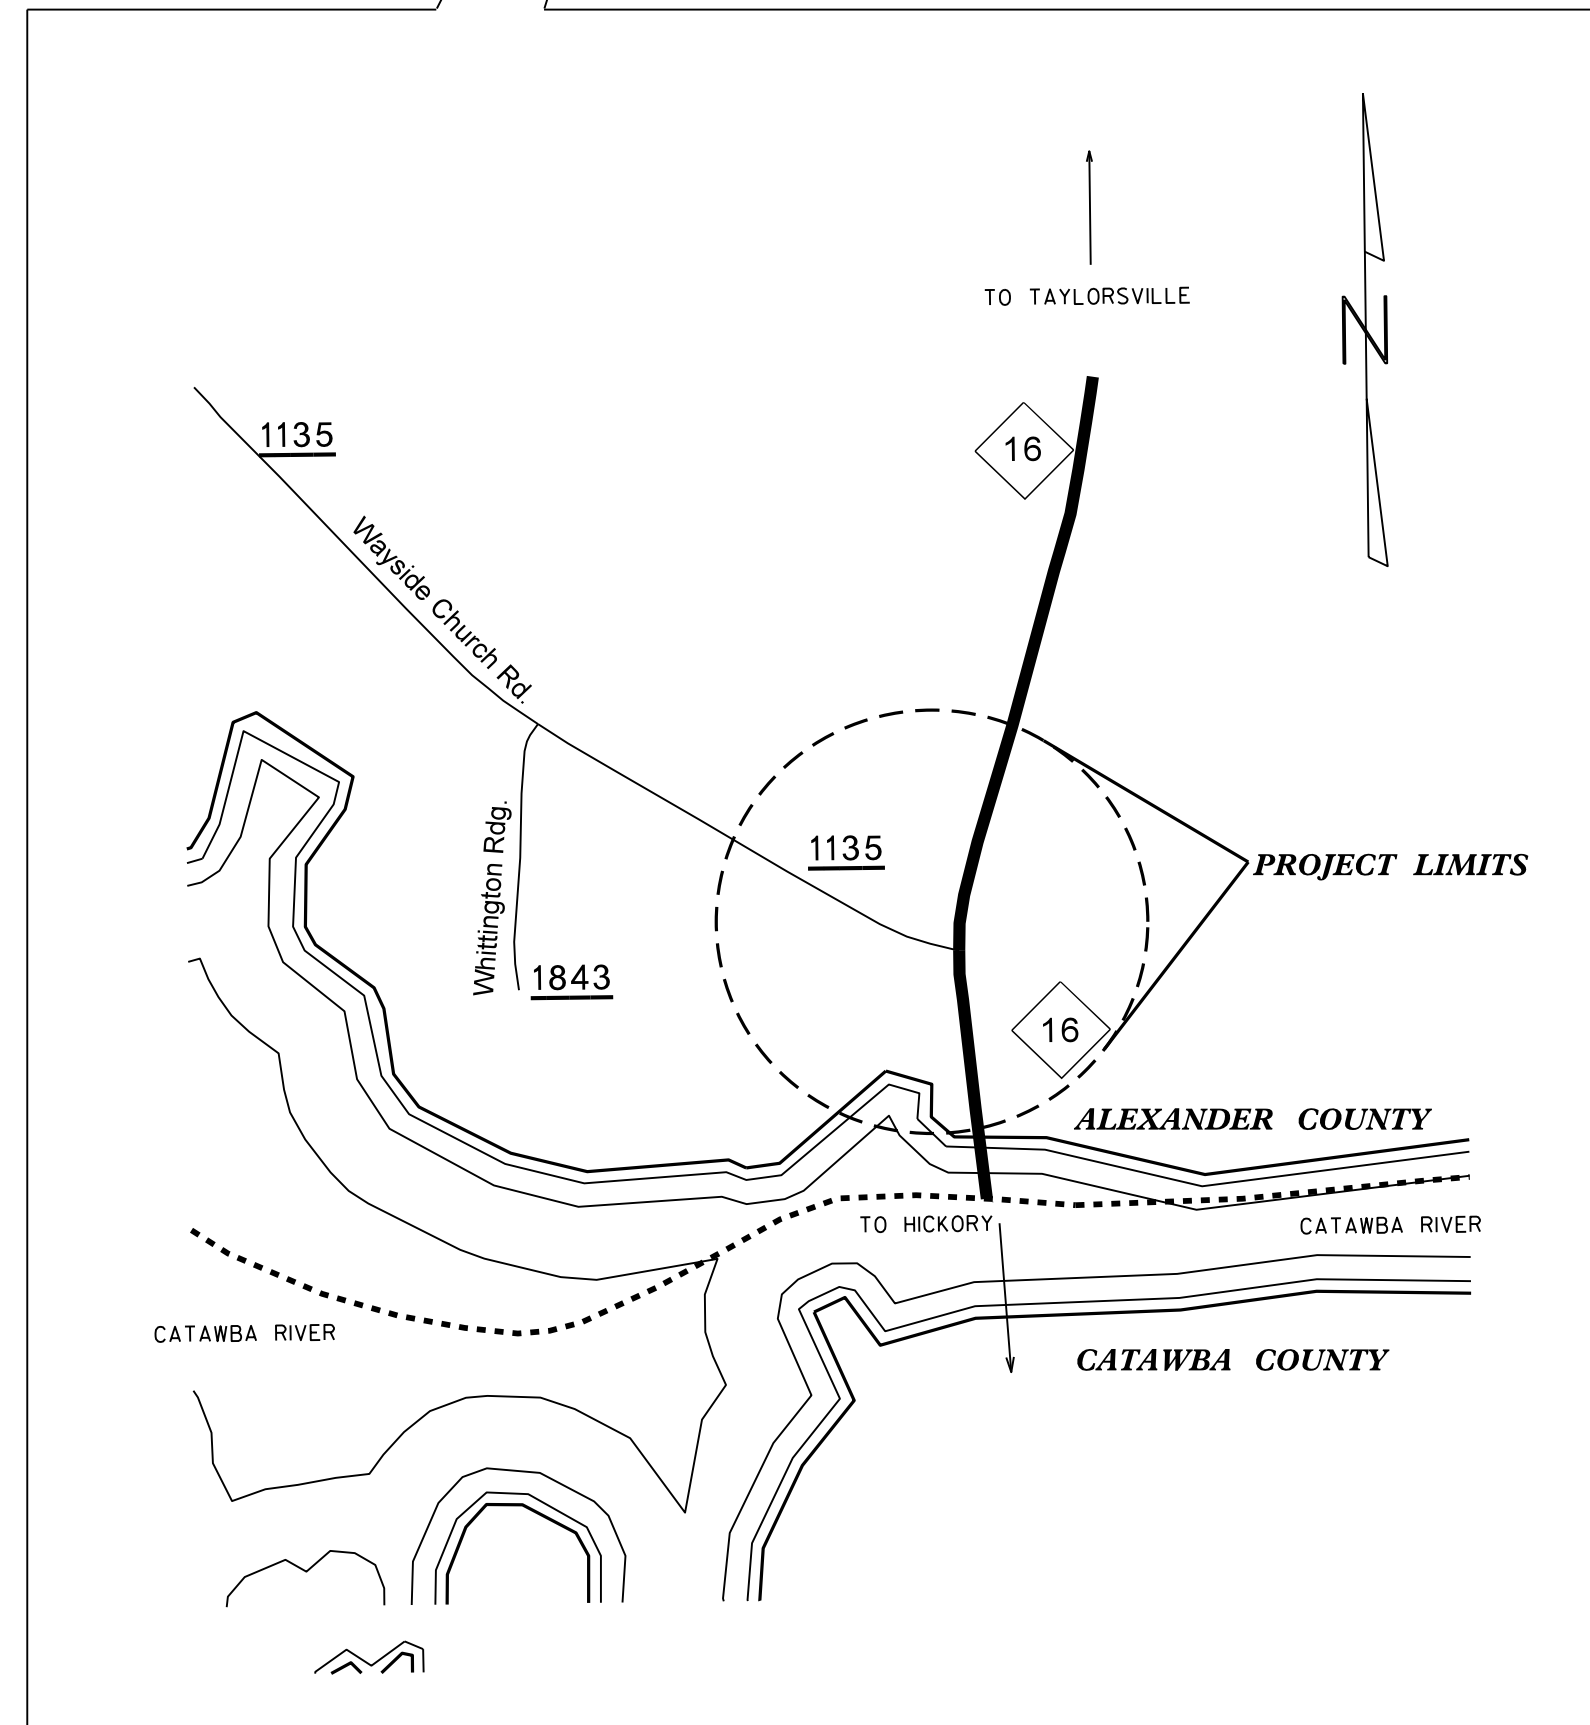 TO TAYLORSVILLE
N
1135
16
Wayside Church Rd.
1135
PROJECT LIMITS
Whittington Rdg.
1843
16
ALEXANDER COUNTY
TO HICKORY
CATAWBA RIVER
CATAWBA RIVER
CATAWBA COUNTY